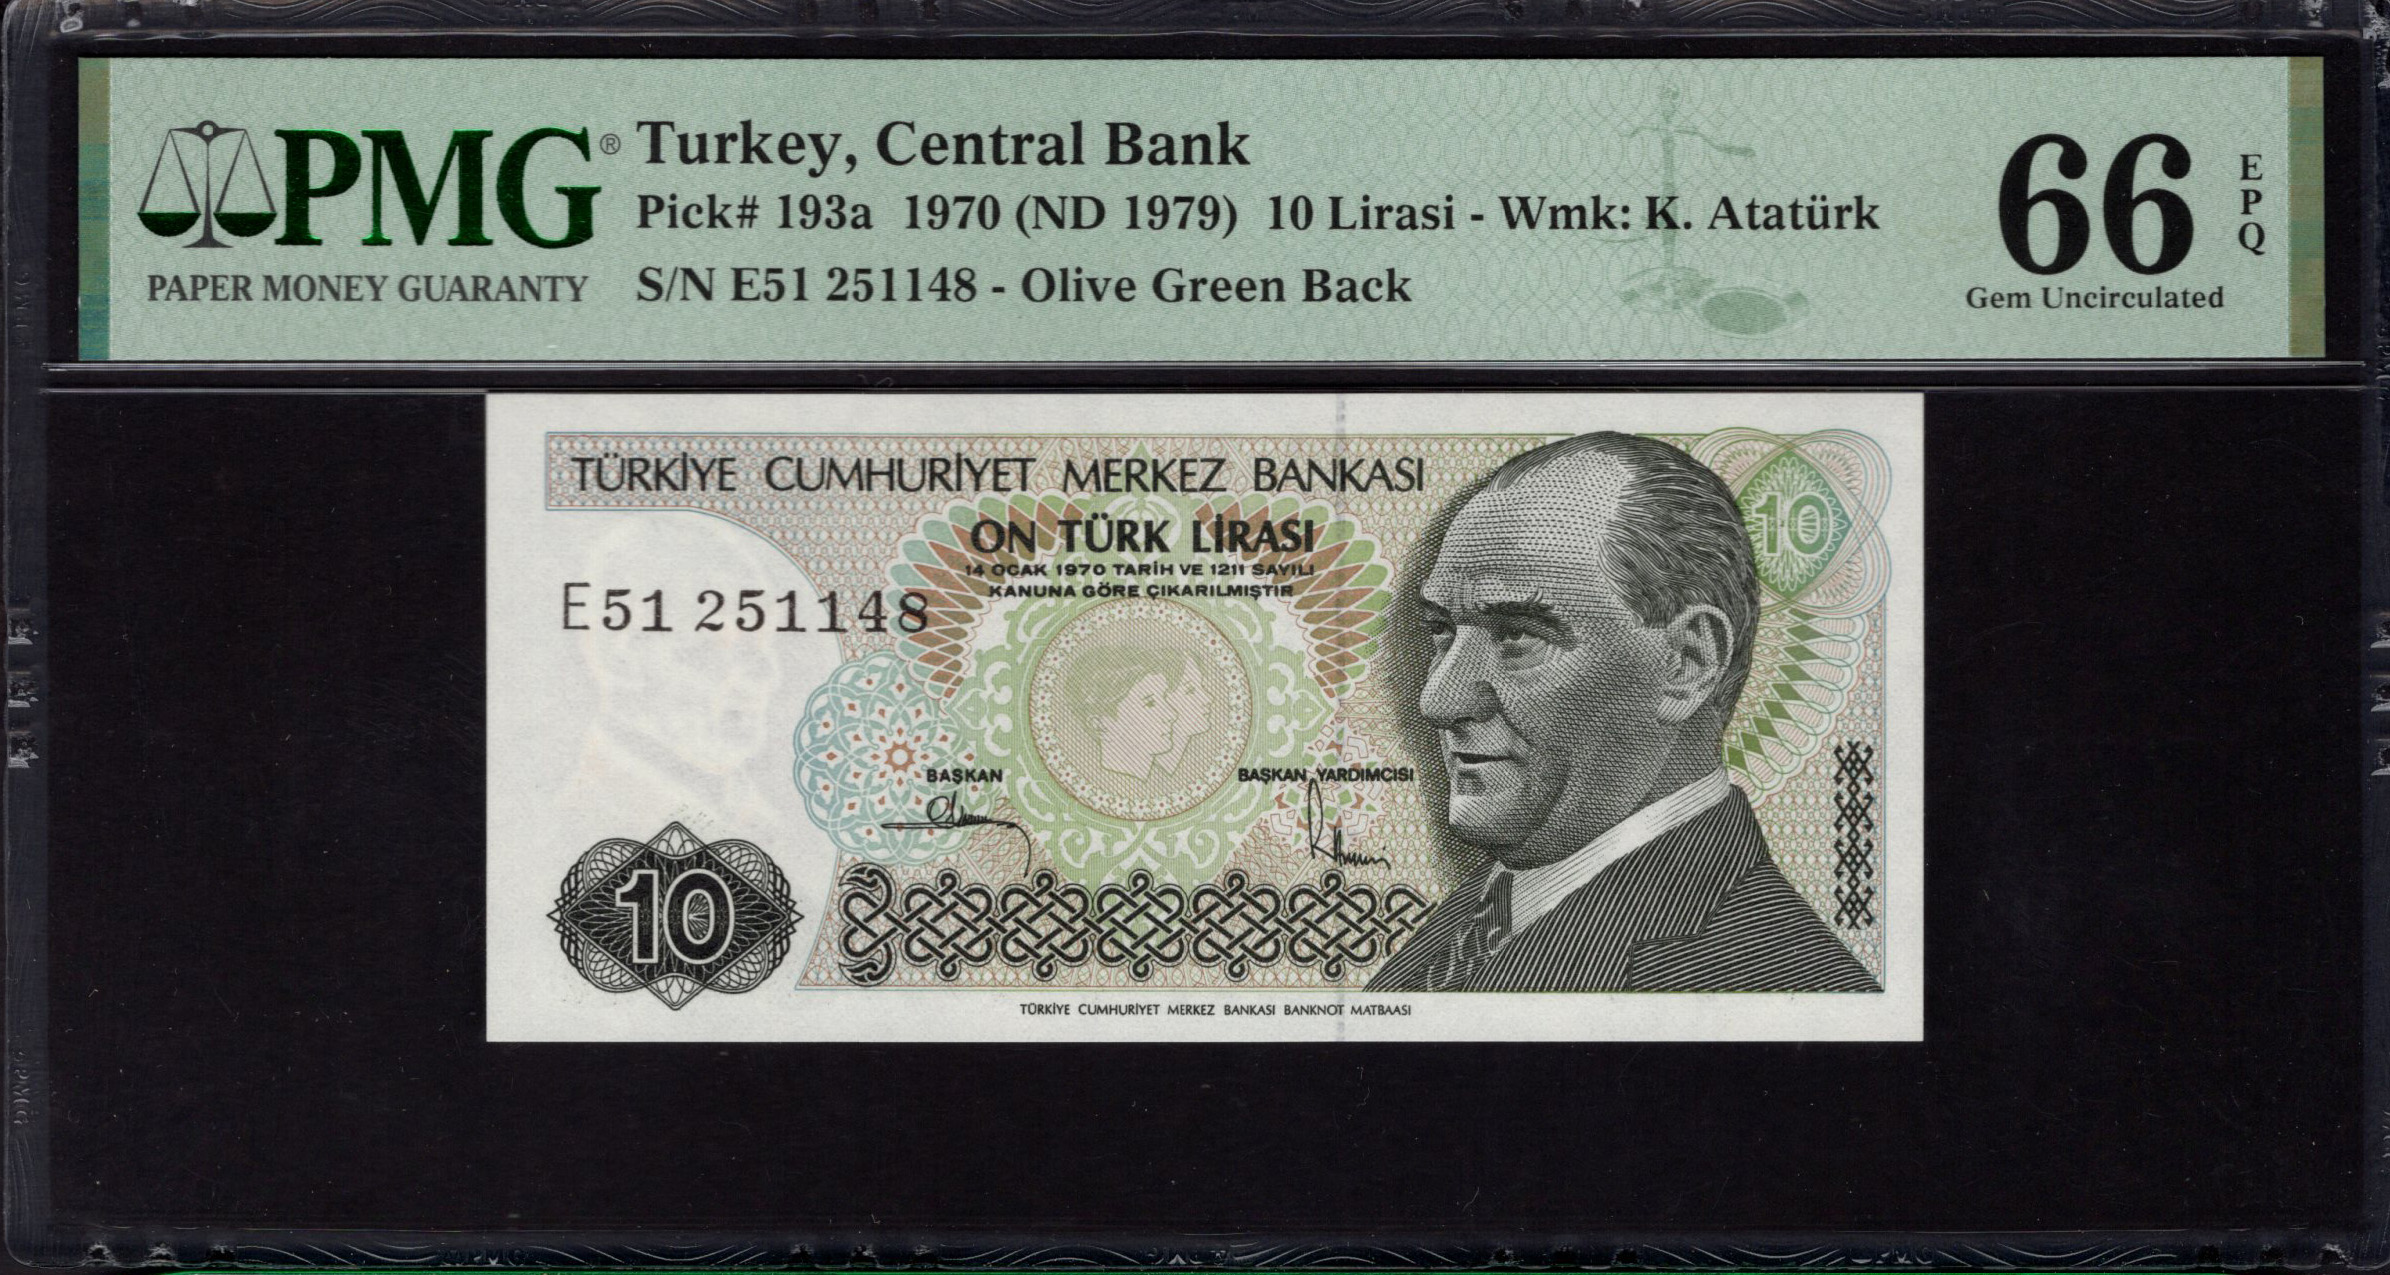 PMG®
PAPER MONEY GUARANTY
Turkey, Central Bank
Pick# 193a 1970 (ND 1979) 10 Lirasi - Wmk: K. Atatürk
S/N E51 251148 - Olive Green Back
66
EPQ
Gem Uncirculated
TÜRKİYE CUMHURİYET MERKEZ BANKASI
10
ON TÜRK LİRASI
14 OCAK 1970 TARİH VE 1211 SAYILI
KANUNA GÖRE ÇIKARILMIŞTIR
E51 251148
BAŞKAN
BAŞKAN YARDIMCISI
10
TÜRKİYE CUMHURİYET MERKEZ BANKASI BANKNOT MATBAASI